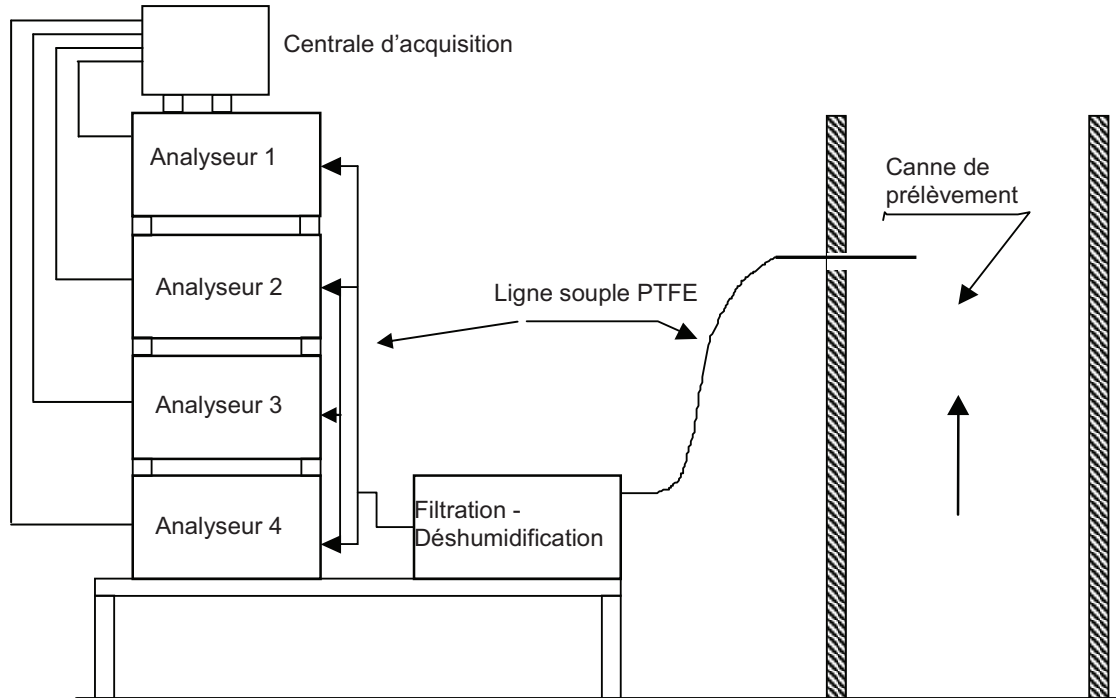 Centrale d'acquisition
Analyseur 1
Canne de
prélèvement
Analyseur 2
Ligne souple PTFE
Analyseur 3
Analyseur 4
Filtration -
Déshumidification